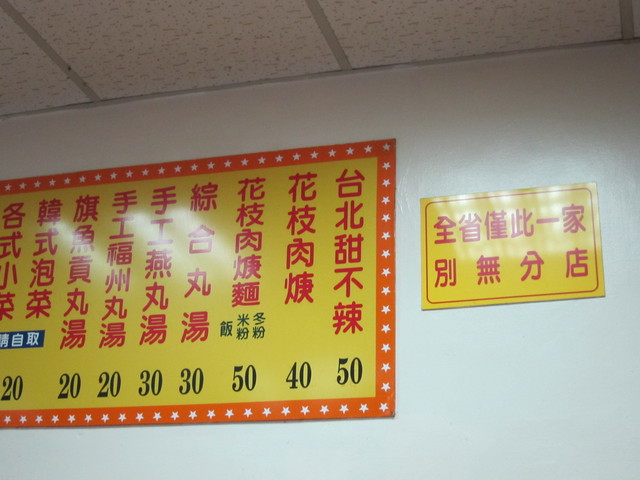 台北甜不辣 50
花枝肉焿 40
花枝肉焿麵 冬粉 米粉 飯 50
綜合丸湯 30
手工燕丸湯 30
手工福州丸湯 20
旗魚貢丸湯 20
韓式泡菜
各式小菜
請自取
20
全省僅此一家
別無分店